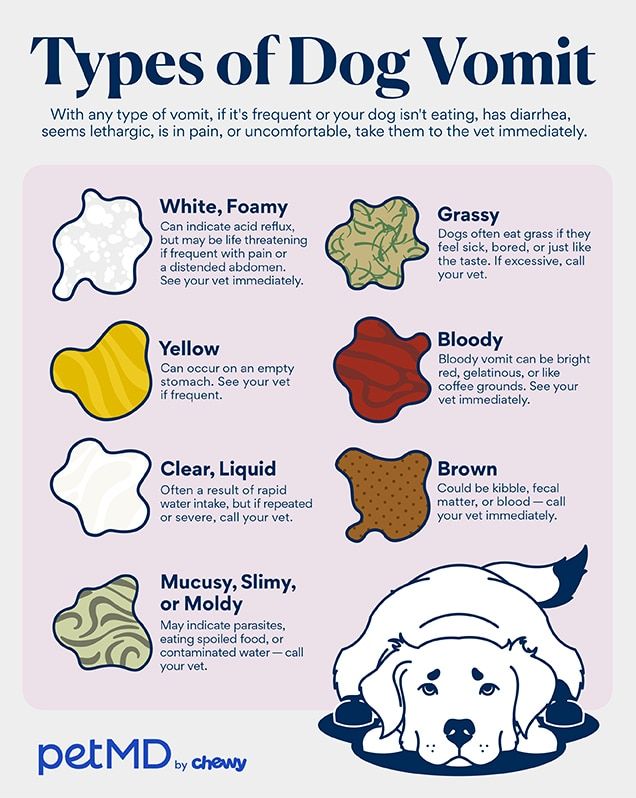 Types of Dog Vomit
With any type of vomit, if it's frequent or your dog isn't eating, has diarrhea,
seems lethargic, is in pain, or uncomfortable, take them to the vet immediately.
White, Foamy
Can indicate acid reflux,
but may be life threatening
if frequent with pain or
a distended abdomen.
See your vet immediately.
Grassy
Dogs often eat grass if they
feel sick, bored, or just like
the taste. If excessive, call
your vet.
Yellow
Can occur on an empty
stomach. See your vet
if frequent.
Bloody
Bloody vomit can be bright
red, gelatinous, or like
coffee grounds. See your
vet immediately.
Clear, Liquid
Often a result of rapid
water intake, but if repeated
or severe, call your vet.
Brown
Could be kibble, fecal
matter, or blood — call
your vet immediately.
Mucusy, Slimy,
or Moldy
May indicate parasites,
eating spoiled food, or
contaminated water — call
your vet.
petMD by chewy